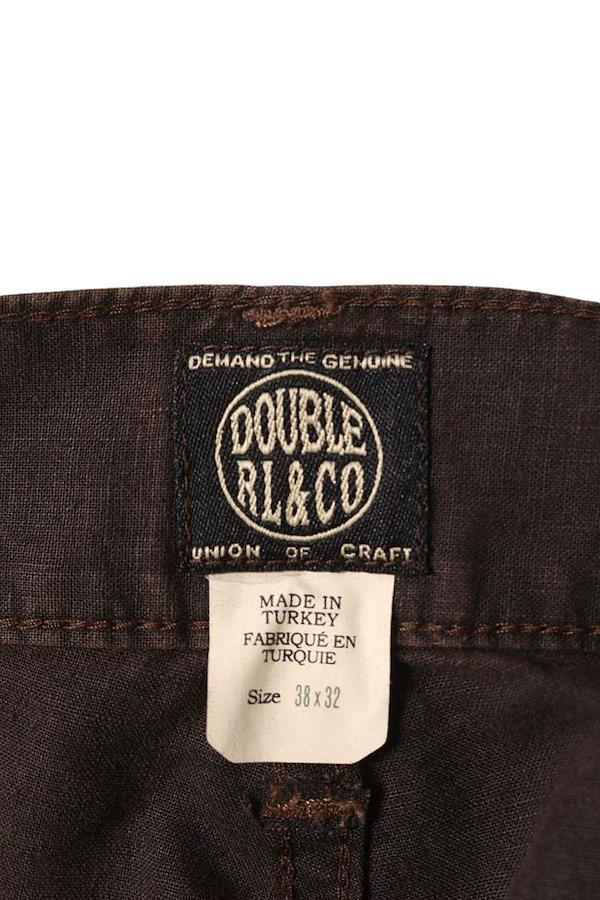 DEMAND THE GENUINE
DOUBLE
RL&CO
UNION OF CRAFT
MADE IN
TURKEY
FABRIQUÉ EN
TURQUIE
Size 38 x 32